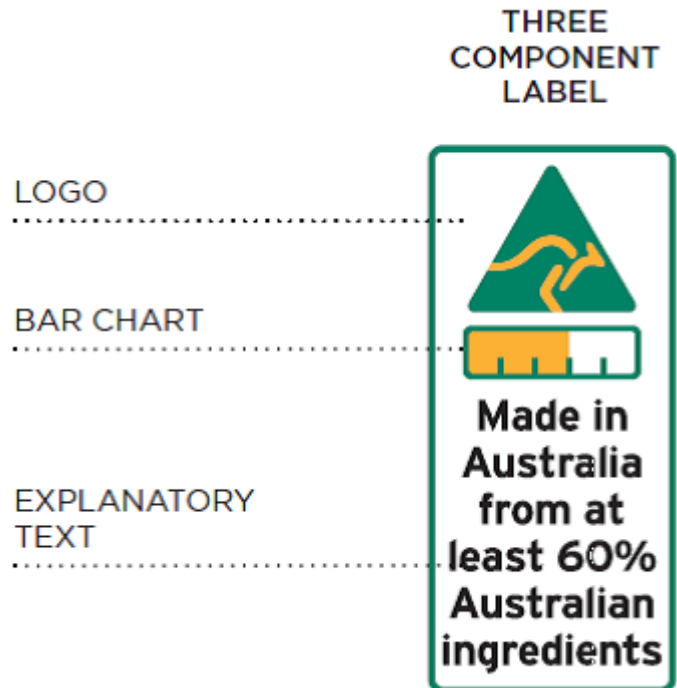 THREE
COMPONENT
LABEL
LOGO
BAR CHART
EXPLANATORY
TEXT
Made in
Australia
from at
least 60%
Australian
ingredients